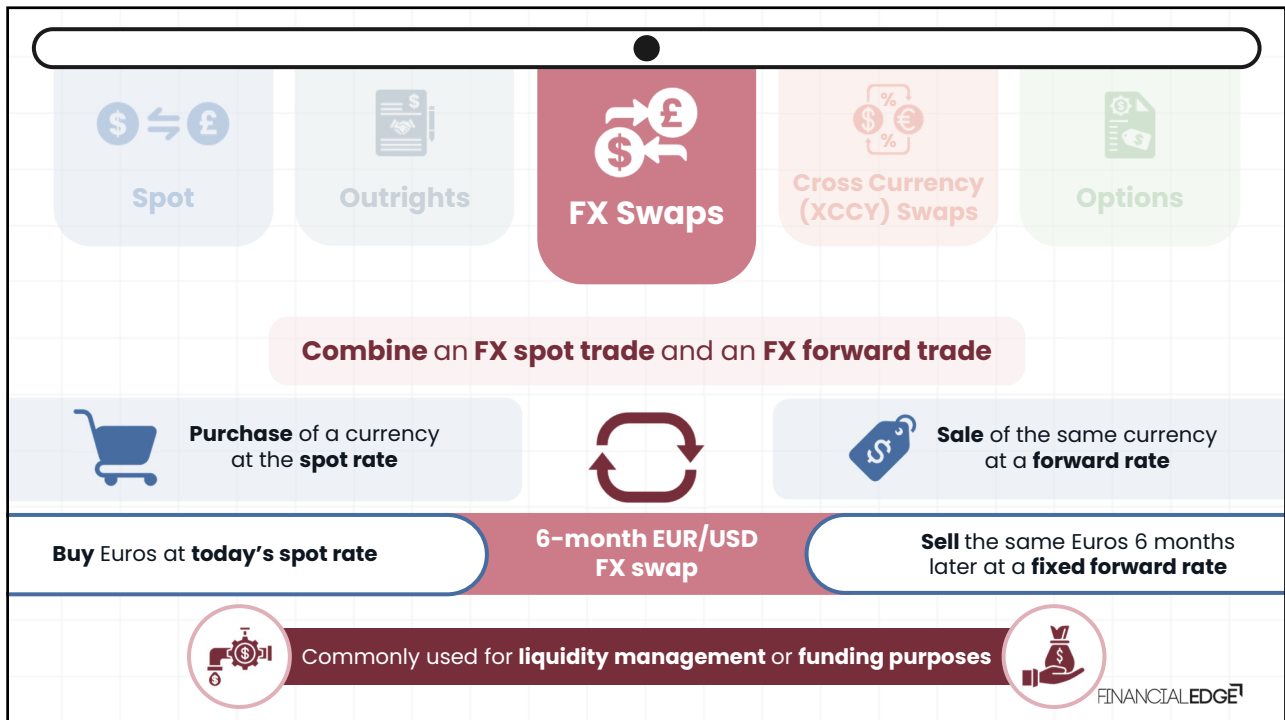 Spot
Outrights
FX Swaps
Cross Currency
(XCCY) Swaps
Options
Combine an FX spot trade and an FX forward trade
Purchase of a currency
at the spot rate
Sale of the same currency
at a forward rate
Buy Euros at today's spot rate
6-month EUR/USD
FX swap
Sell the same Euros 6 months
later at a fixed forward rate
Commonly used for liquidity management or funding purposes
FINANCIALEDGE